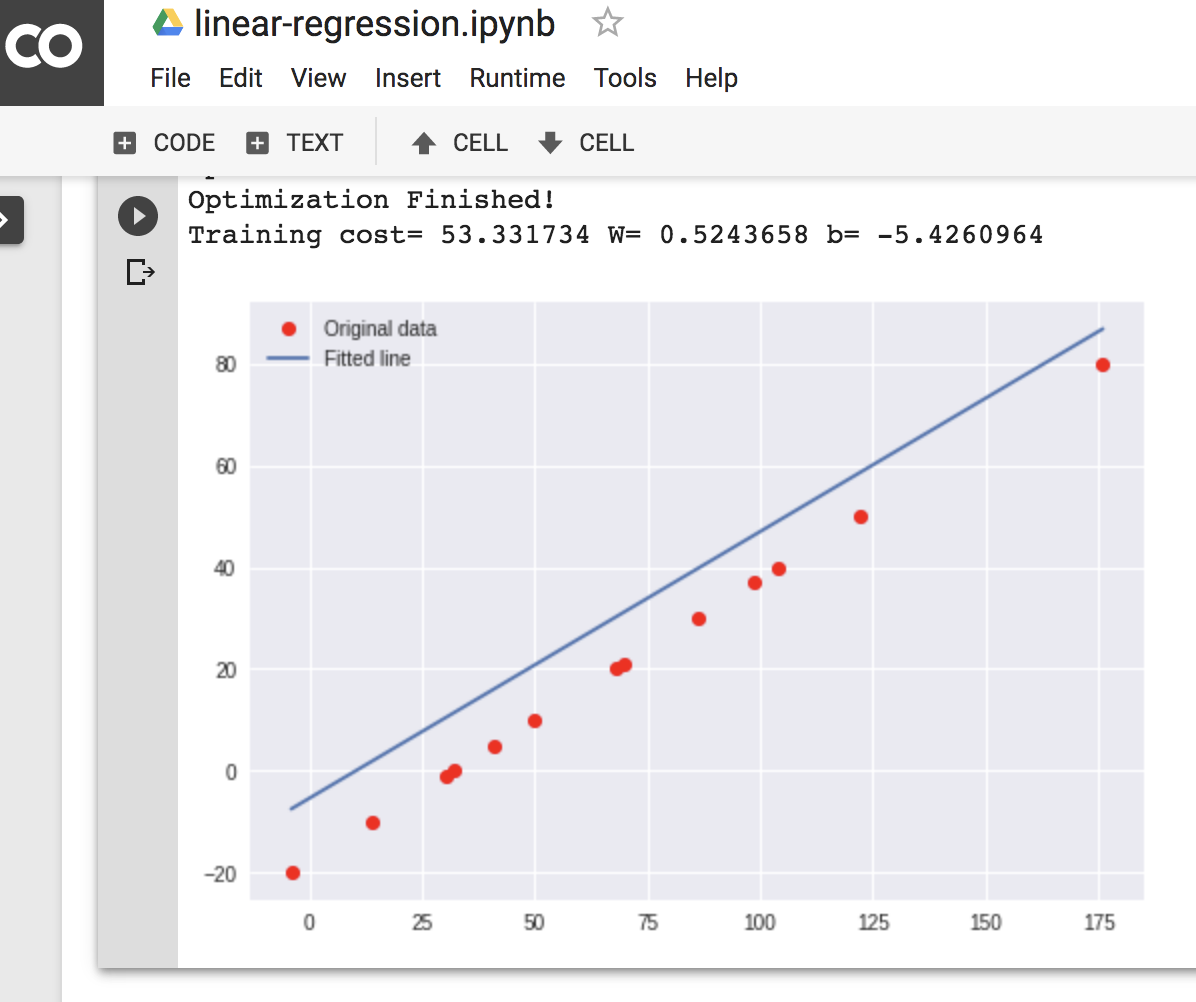 CO
linear-regression.ipynb
File Edit View Insert Runtime Tools Help
CODE TEXT CELL CELL
Optimization Finished!
Training cost= 53.331734 W= 0.5243658 b= -5.4260964
Original data
Fitted line
80
60
40
20
0
−20
0 25 50 75 100 125 150 175